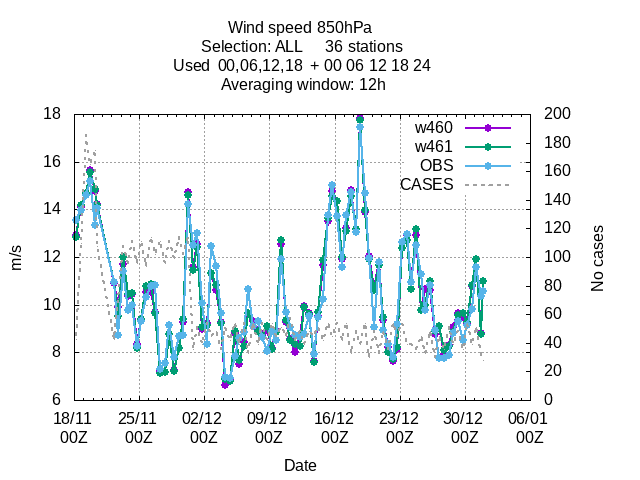 Wind speed 850hPa
Selection: ALL 36 stations
Used 00,06,12,18 + 00 06 12 18 24
Averaging window: 12h
18 200
180
16 160
140
14 120
12 100
80
10 60
8 40
20
6 0
m/s
No cases
w460
w461
OBS
CASES
18/11 25/11 02/12 09/12 16/12 23/12 30/12 06/01
00Z 00Z 00Z 00Z 00Z 00Z 00Z 00Z
Date